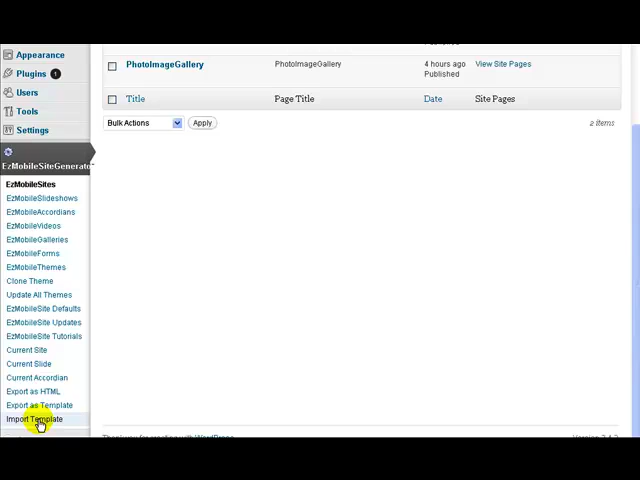 Appearance
Plugins 1
PhotoImageGallery PhotoImageGallery 4 hours ago View Site Pages
Published
Users
Title Page Title Date Site Pages
Tools
Bulk Actions Apply 2 items
Settings
EzMobileSiteGenerato
EzMobileSites
EzMobileSlideshows
EzMobileAccordians
EzMobileVideos
EzMobileGalleries
EzMobileForms
EzMobileThemes
Clone Theme
Update All Themes
EzMobileSite Defaults
EzMobileSite Updates
EzMobileSite Tutorials
Current Site
Current Slide
Current Accordian
Export as HTML
Export as Template
Import Template